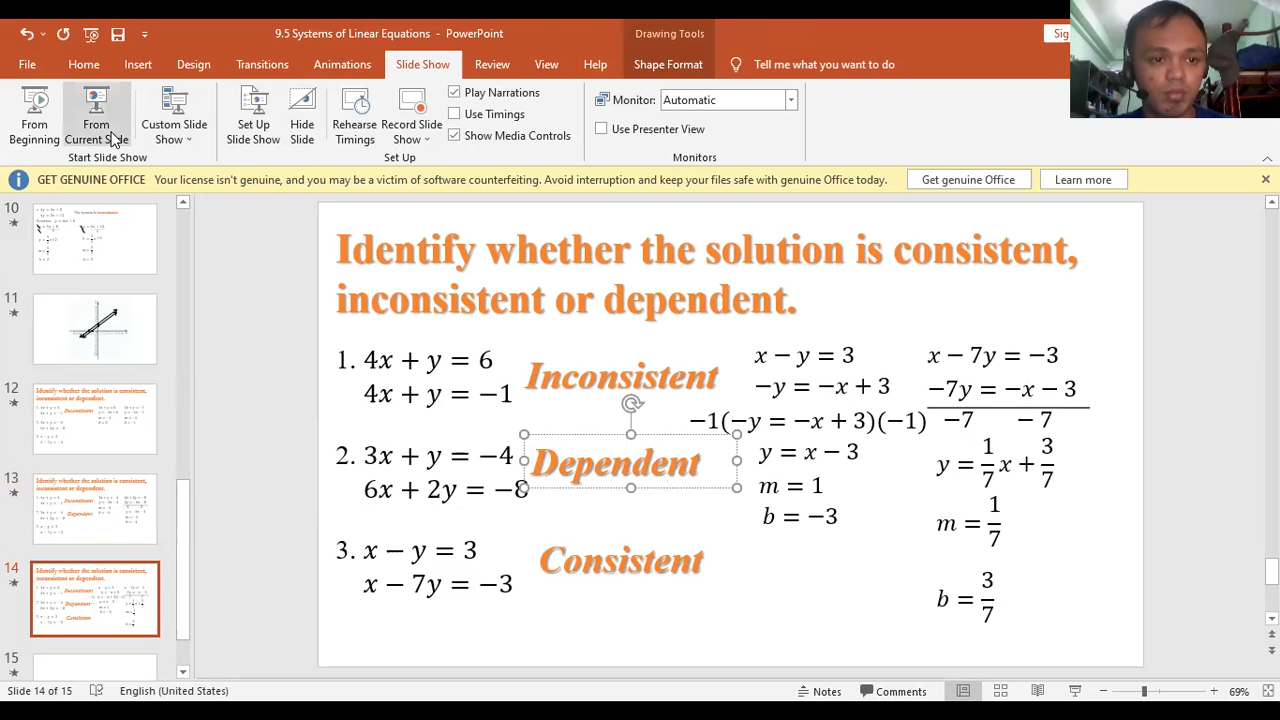 9.5 Systems of Linear Equations - PowerPoint
Drawing Tools
File Home Insert Design Transitions Animations Slide Show Review View Help Shape Format Tell me what you want to do
From Beginning
From Current Slide
Custom Slide Show
Set Up Slide Show
Hide Slide
Rehearse Timings
Record Slide Show
Play Narrations
Use Timings
Show Media Controls
Monitor: Automatic
Use Presenter View
Start Slide Show
Set Up
Monitors
GET GENUINE OFFICE Your license isn't genuine, and you may be a victim of software counterfeiting. Avoid interruption and keep your files safe with genuine Office today. Get genuine Office Learn more
10
11
12
13
14
15
Identify whether the solution is consistent,
inconsistent or dependent.
1. 4x + y = 6
4x + y = −1
Inconsistent
2. 3x + y = −4
6x + 2y = −8
Dependent
3. x − y = 3
x − 7y = −3
Consistent
x − y = 3
−y = −x + 3
−1(−y = −x + 3)(−1)
y = x − 3
m = 1
b = −3
x − 7y = −3
−7y = −x − 3
−7 − 7
y = 1/7 x + 3/7
m = 1/7
b = 3/7
Slide 14 of 15 English (United States) Notes Comments 69%